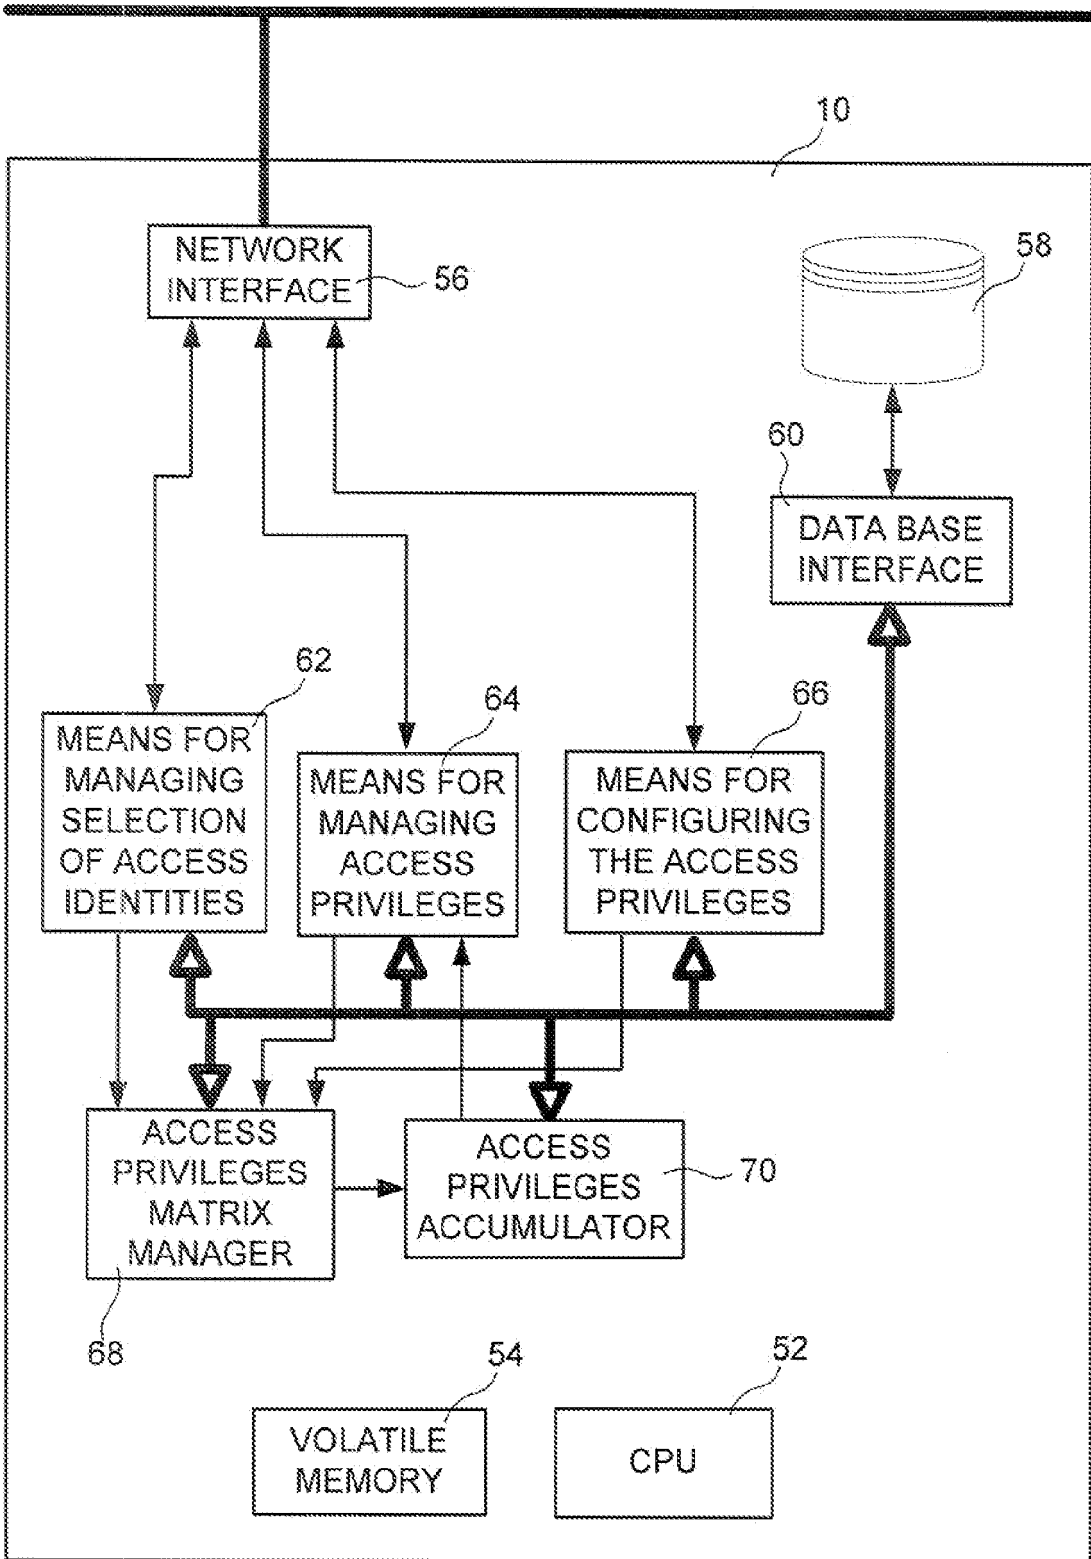 10
NETWORK
INTERFACE
56
58
60
DATA BASE
INTERFACE
62
MEANS FOR
MANAGING
SELECTION
OF ACCESS
IDENTITIES
64
MEANS FOR
MANAGING
ACCESS
PRIVILEGES
66
MEANS FOR
CONFIGURING
THE ACCESS
PRIVILEGES
ACCESS
PRIVILEGES
MATRIX
MANAGER
68
ACCESS
PRIVILEGES
ACCUMULATOR
70
54
VOLATILE
MEMORY
52
CPU